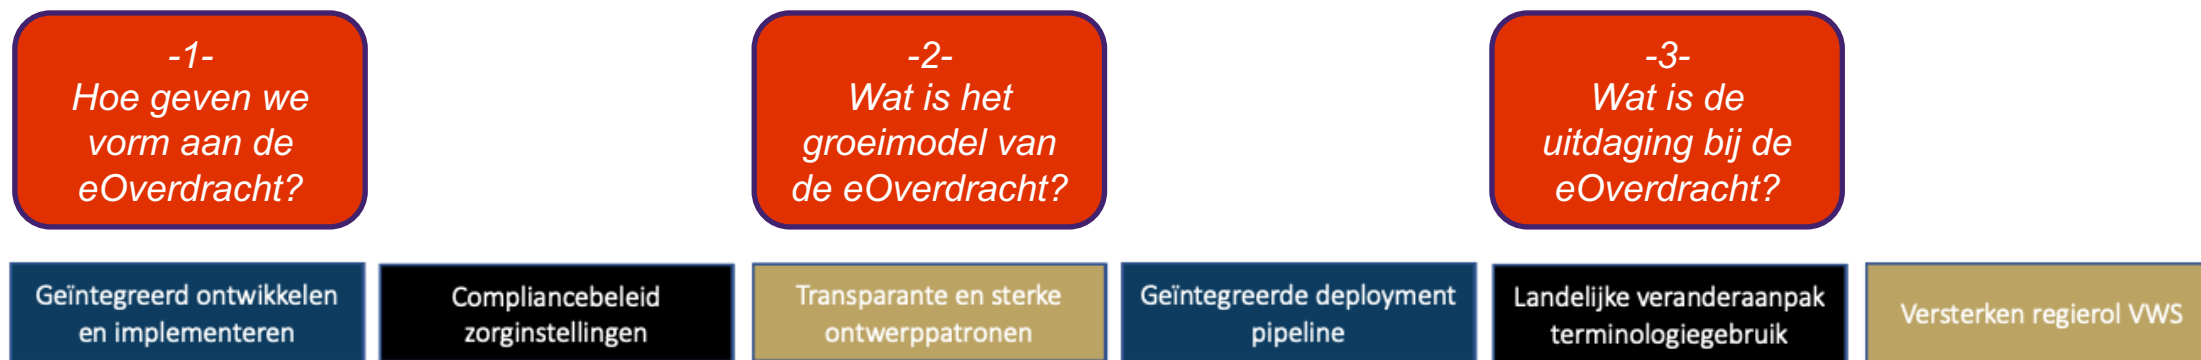 -1-
Hoe geven we
vorm aan de
eOverdracht?
-2-
Wat is het
groeimodel van
de eOverdracht?
-3-
Wat is de
uitdaging bij de
eOverdracht?
Geïntegreerd ontwikkelen
en implementeren
Compliancebeleid
zorginstellingen
Transparante en sterke
ontwerppatronen
Geïntegreerde deployment
pipeline
Landelijke veranderaanpak
terminologiegebruik
Versterken regierol VWS